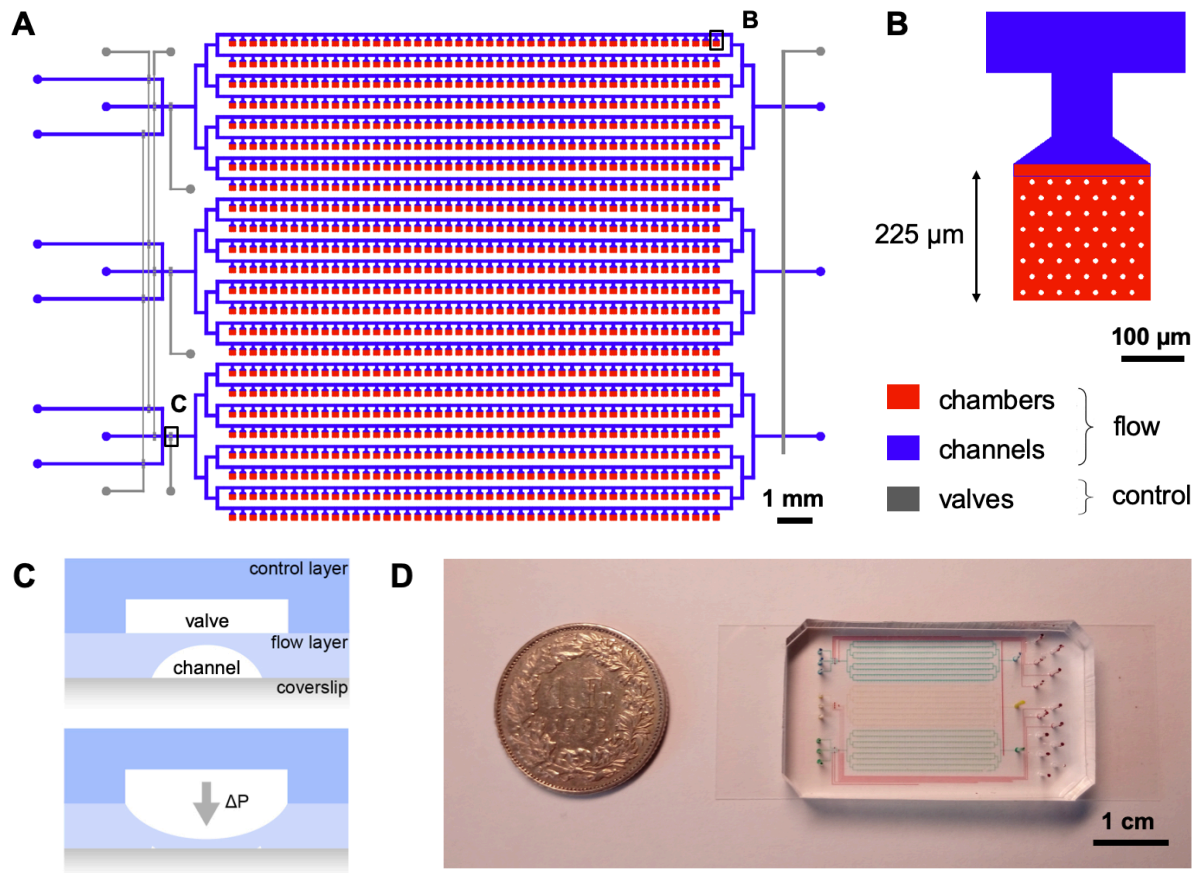 A
B
C
1 mm
B
225 µm
100 µm
chambers
channels
flow
valves
control
C
control layer
valve
flow layer
channel
coverslip
ΔP
D
1 cm